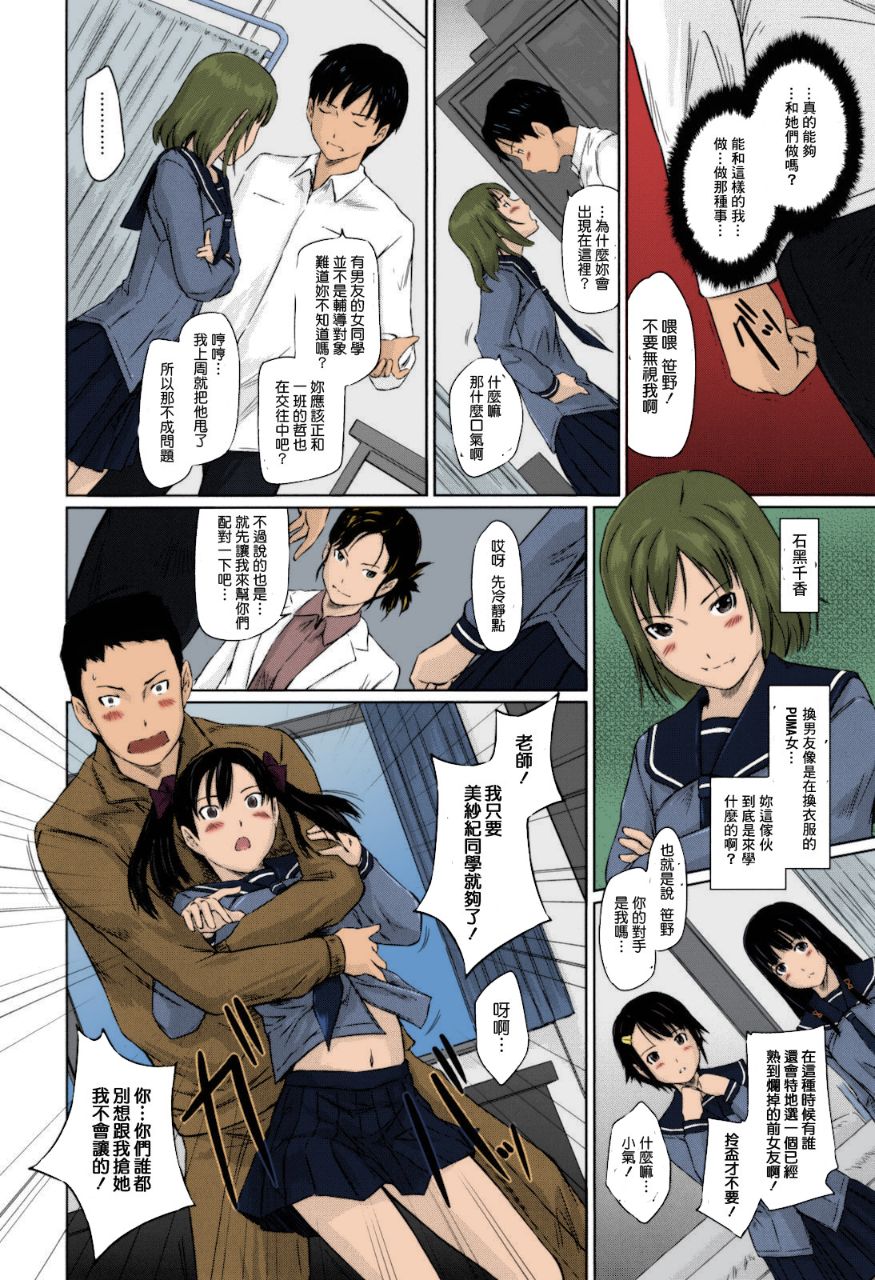 …真的能夠
…和她們做嗎？
能和這樣的我…
做…做那種事…
喂喂 笹野！
不要無視我啊
…為什麼妳會
出現在這裡？
什麼嘛
那什麼口氣啊
有男友的女同學
並不是輔導對象
難道妳不知道嗎？
妳應該正和
一班的哲也
在交往中吧？
………
哼哼…
我上周就把他甩了
所以那不成問題
石黑千香
換男友像是在換衣服的
PUMA女…
妳這傢伙
到底是來學
什麼的啊？
哎呀 先冷靜點
不過說的也是…
就先讓我來幫你們
配對一下吧…
也就是說 笹野
你的對手
是我嗎…
在這種時候有誰
還會特地選一個已經
熟到爛掉的前女友啊！
拎盃才不要！
什麼嘛…
小氣！
老師！
我只要
美紗紀同學就夠了！
呀啊…
你…你們誰都
別想跟我搶她
我不會讓的！